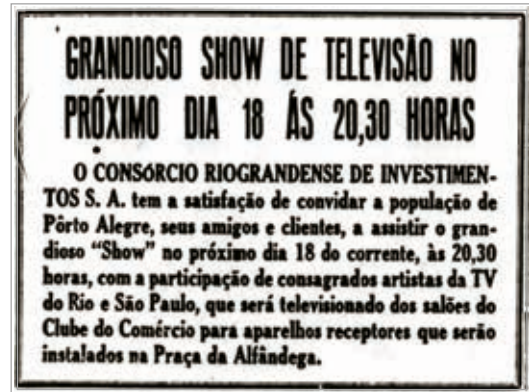 GRANDIOSO SHOW DE TELEVISÃO NO
PRÓXIMO DIA 18 ÁS 20,30 HORAS
O CONSÓRCIO RIOGRANDENSE DE INVESTIMEN-
TOS S. A. tem a satisfação de convidar a população de
Pôrto Alegre, seus amigos e clientes, a assistir o gran-
dioso “Show” no próximo dia 18 do corrente, às 20,30
horas, com a participação de consagrados artistas da TV
do Rio e São Paulo, que será televisionado dos salões do
Clube do Comércio para aparelhos receptores que serão
instalados na Praça da Alfândega.